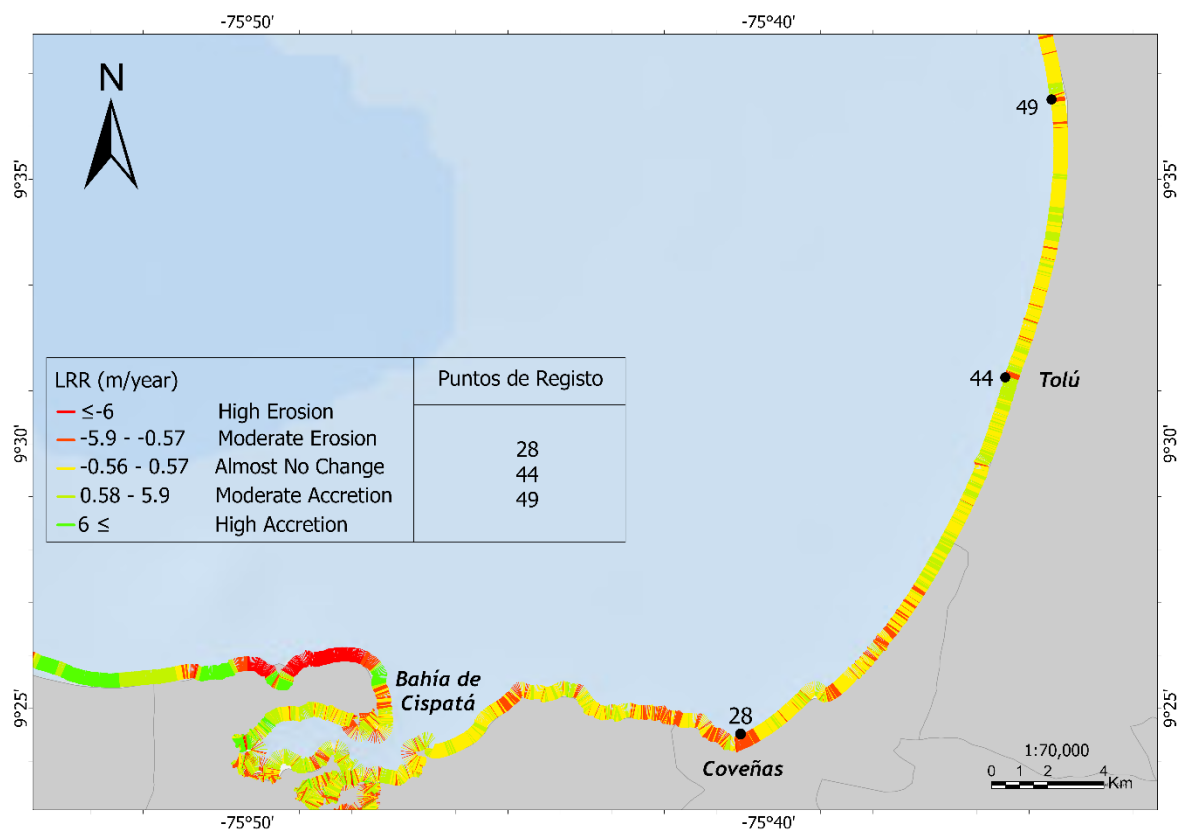 -75°50' -75°40'
N
49
9°35' 9°35'
LRR (m/year) Puntos de Registo
≤-6 High Erosion
-5.9 - -0.57 Moderate Erosion
-0.56 - 0.57 Almost No Change
0.58 - 5.9 Moderate Accretion
6 ≤ High Accretion
28
44
49
44 Tolú
9°30' 9°30'
Bahía de
Cispatá
9°25' 9°25'
28
Coveñas
1:70,000
0 1 2 4
Km
-75°50' -75°40'